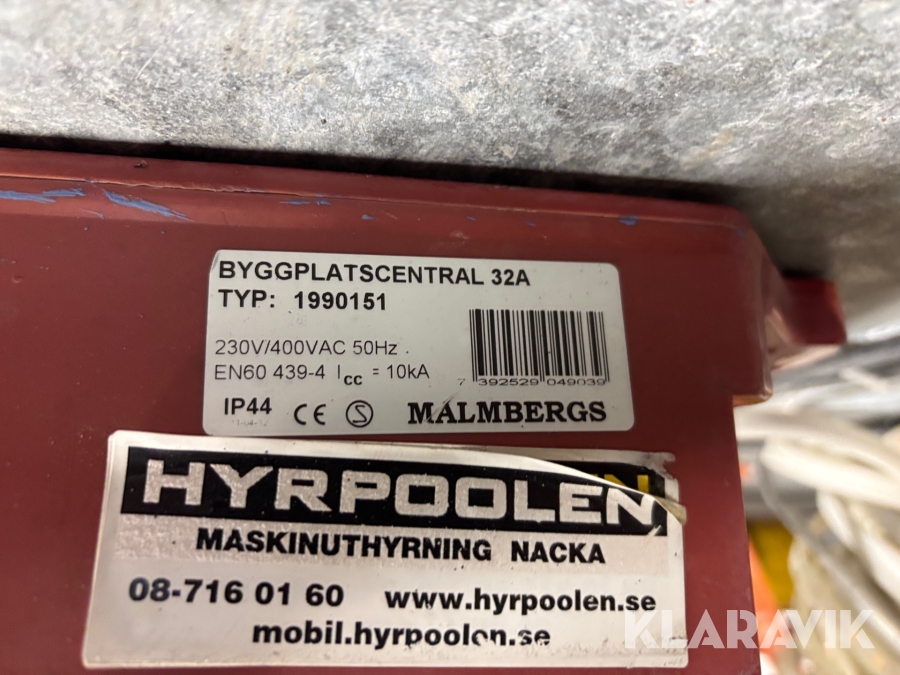 BYGGPLATSCENTRAL 32A
TYP: 1990151
230V/400VAC 50Hz
EN60 439-4 Icc = 10kA
7 392529 049039
IP44 CE S MALMBERGS
HYRPOOLEN
MASKINUTHYRNING NACKA
08-716 01 60 www.hyrpoolen.se
mobil.hyrpoolen.se
KLARAVIK